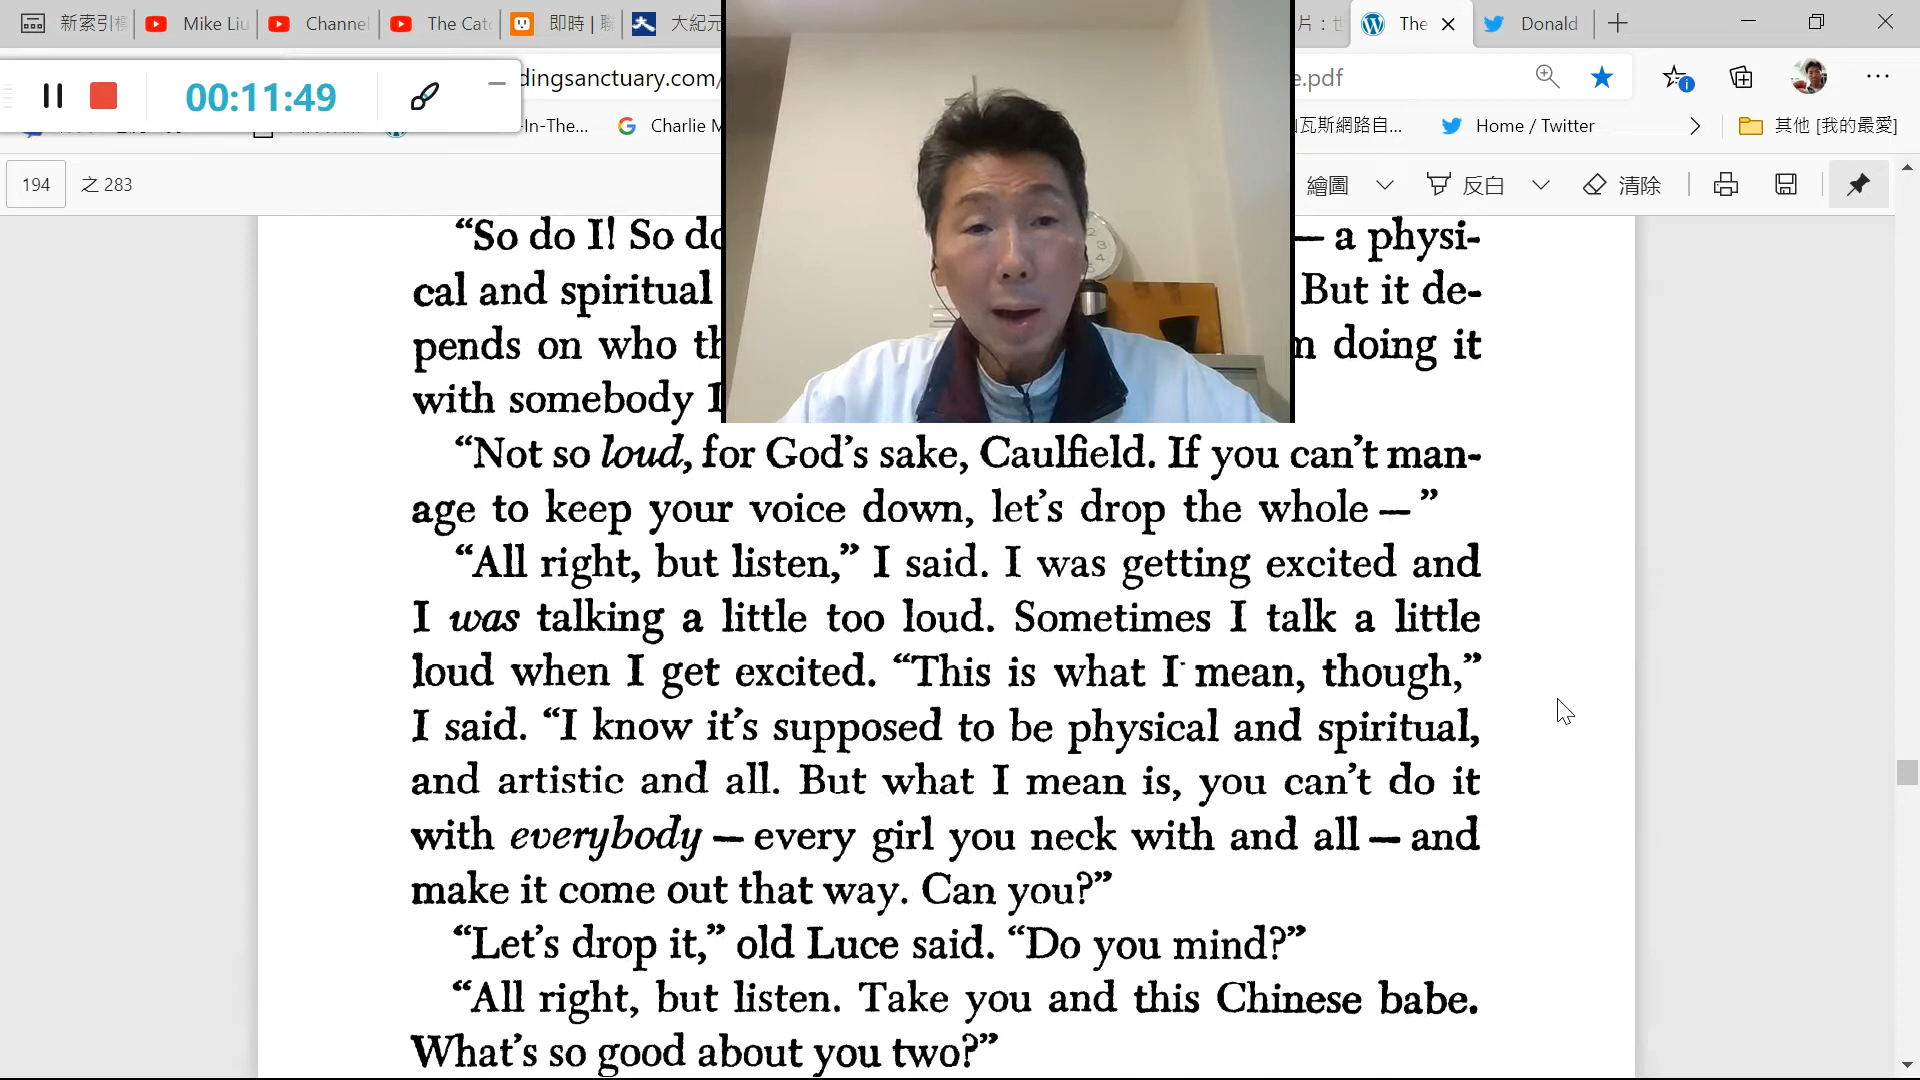 新索引
Mike Liu
Channel
The Catc
即時 | 聯
大紀元
片：世
The
Donald
00:11:49
dingsanctuary.com/
e.pdf
-In-The...
Charlie M
瓦斯網路自...
Home / Twitter
其他 [我的最愛]
194 之 283
繪圖
反白
清除
“So do I! So do — a physi-
cal and spiritual But it de-
pends on who th m doing it
with somebody I
“Not so loud, for God’s sake, Caulfield. If you can’t man-
age to keep your voice down, let’s drop the whole —”
“All right, but listen,” I said. I was getting excited and
I was talking a little too loud. Sometimes I talk a little
loud when I get excited. “This is what I mean, though,”
I said. “I know it’s supposed to be physical and spiritual,
and artistic and all. But what I mean is, you can’t do it
with everybody — every girl you neck with and all — and
make it come out that way. Can you?”
“Let’s drop it,” old Luce said. “Do you mind?”
“All right, but listen. Take you and this Chinese babe.
What’s so good about you two?”